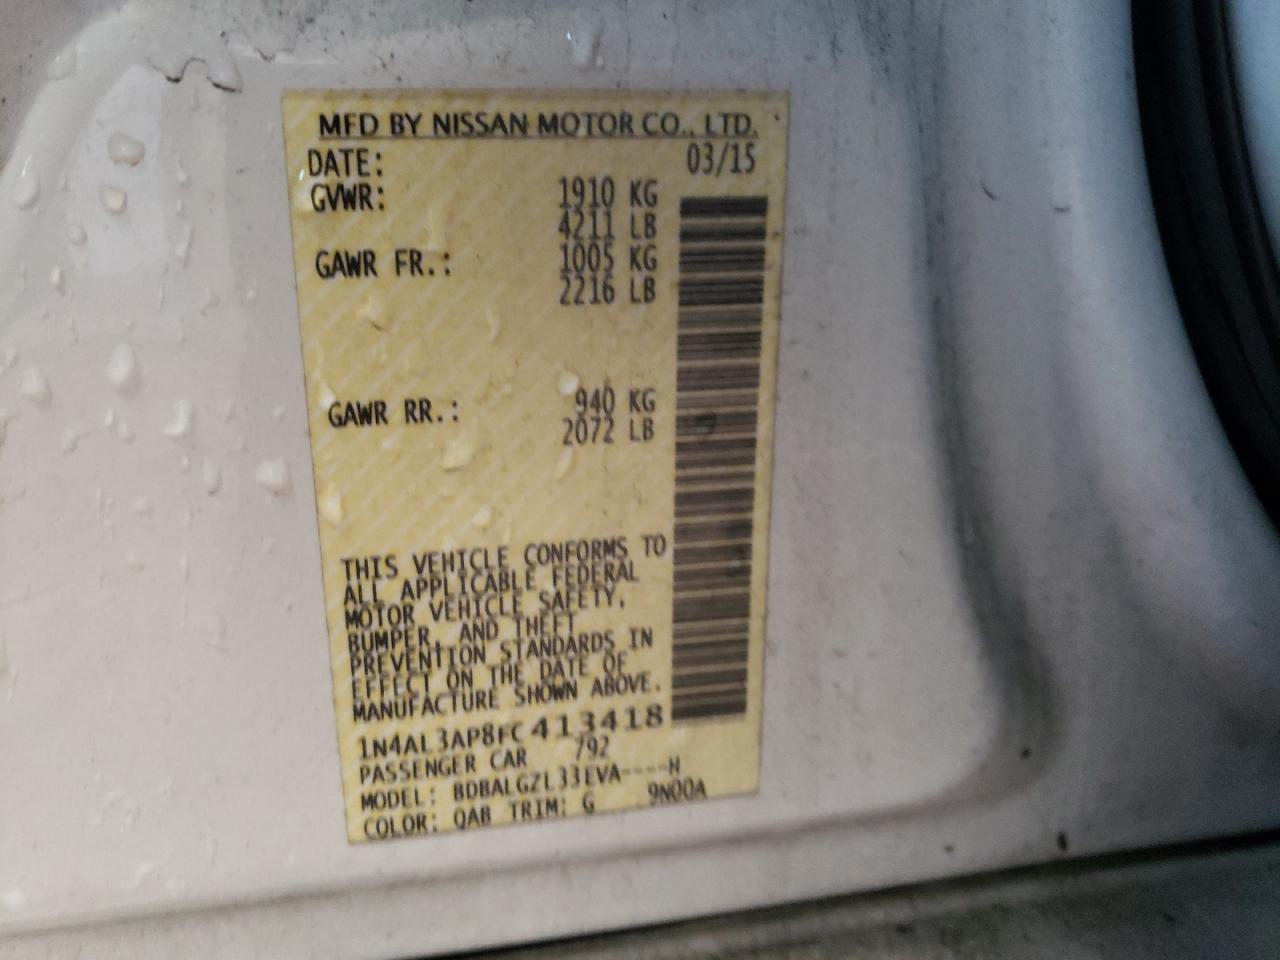 MFD BY NISSAN MOTOR CO., LTD.
DATE: 03/15
GVWR: 1910 KG
4211 LB
GAWR FR.: 1005 KG
2216 LB
GAWR RR.: 940 KG
2072 LB
THIS VEHICLE CONFORMS TO
ALL APPLICABLE FEDERAL
MOTOR VEHICLE SAFETY,
BUMPER, AND THEFT
PREVENTION STANDARDS IN
EFFECT ON THE DATE OF
MANUFACTURE SHOWN ABOVE.
1N4AL3AP8FC413418
PASSENGER CAR /92
MODEL: BDBALGZL33EVA----H
COLOR: QAB TRIM: G 9N00A